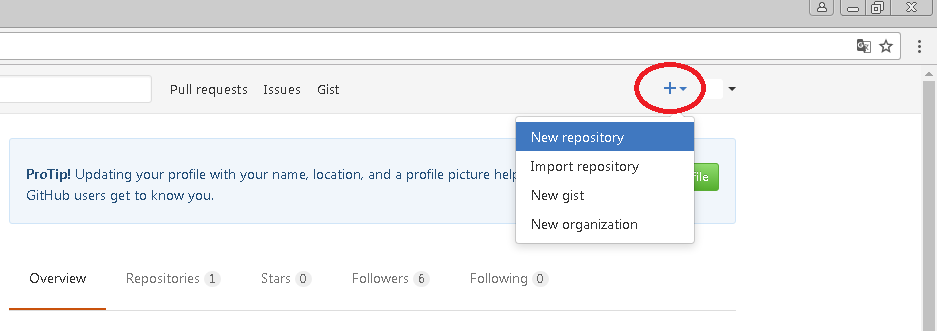 Pull requests Issues Gist
New repository
Import repository
New gist
New organization
ProTip! Updating your profile with your name, location, and a profile picture
GitHub users get to know you.
Overview Repositories 1 Stars 0 Followers 6 Following 0